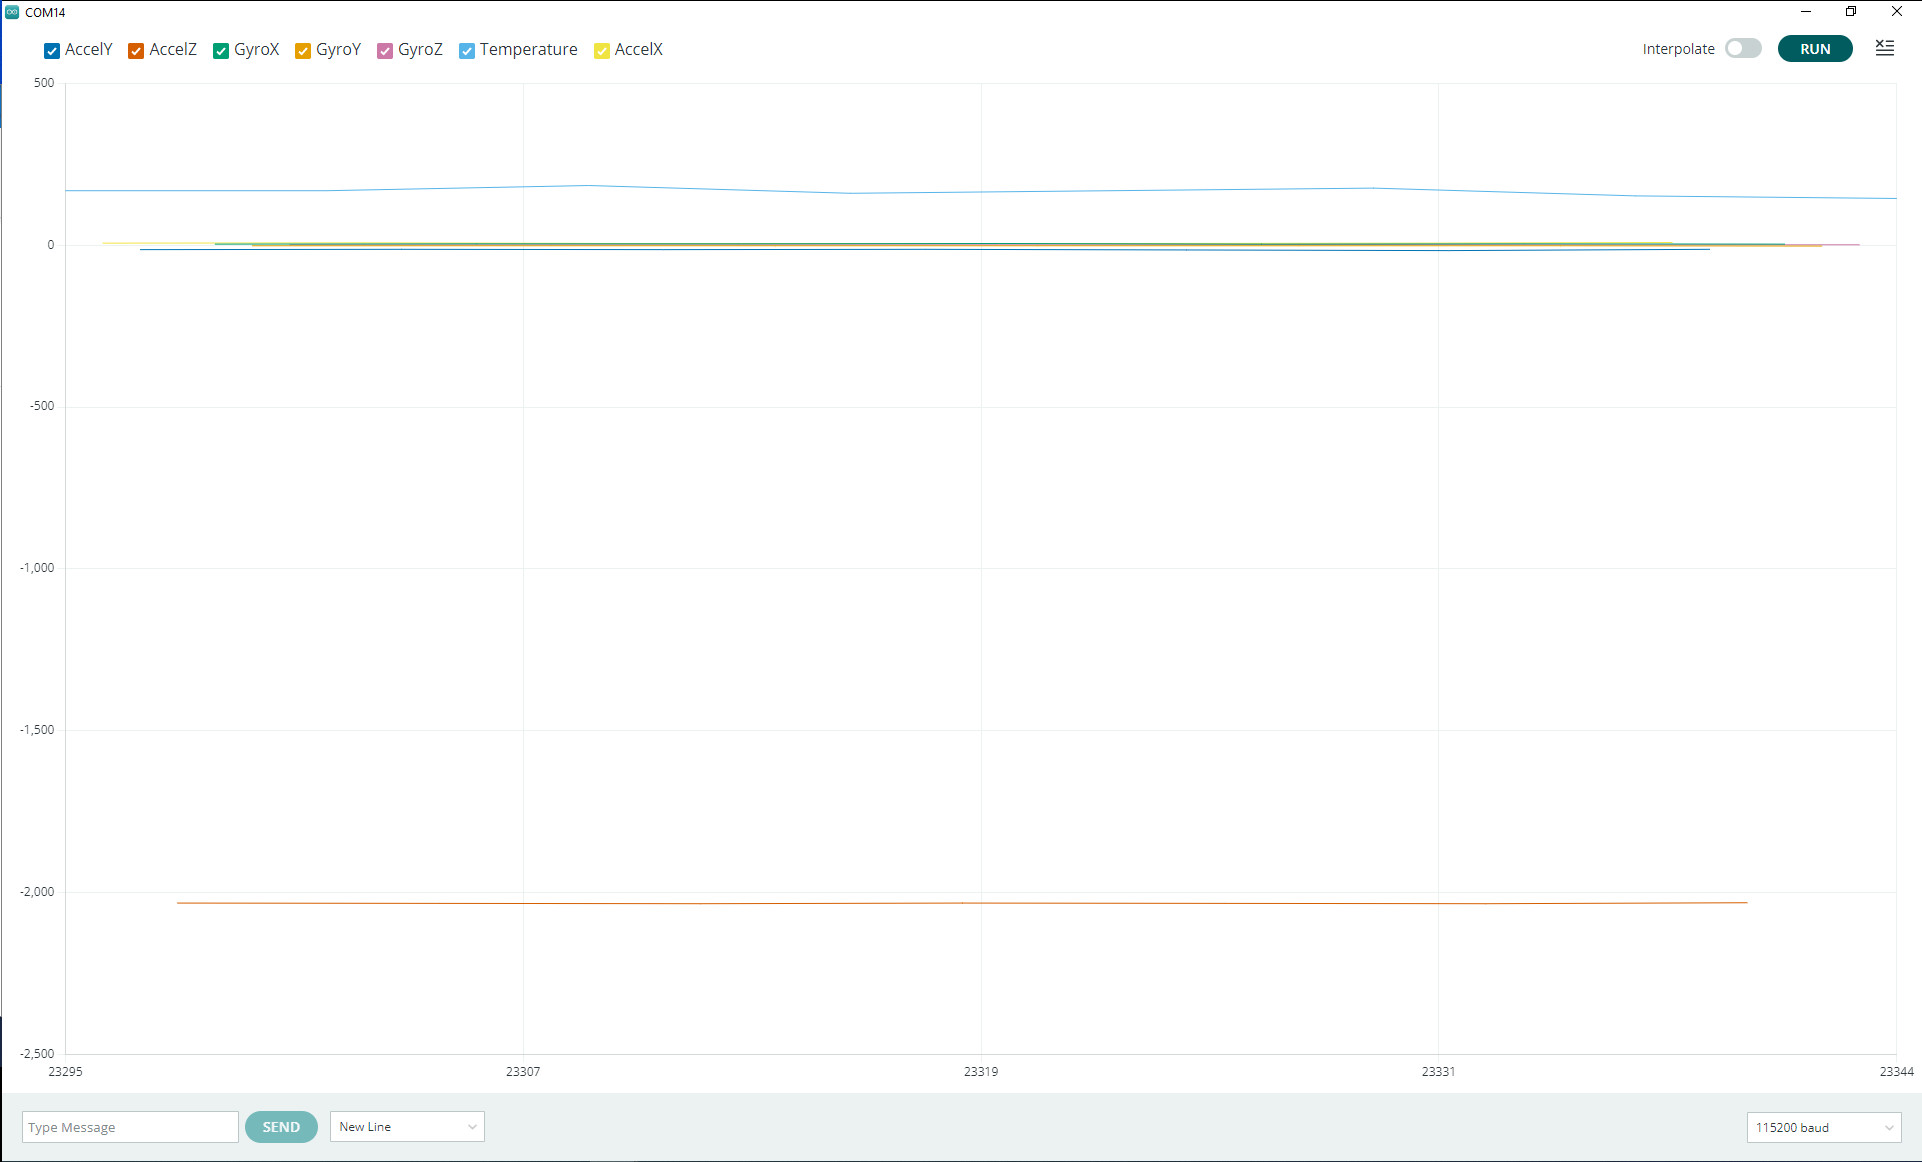 COM14
AccelY AccelZ GyroX GyroY GyroZ Temperature AccelX Interpolate RUN
500
0
-500
-1,000
-1,500
-2,000
-2,500
23295 23307 23319 23331 23344
Type Message SEND New Line 115200 baud